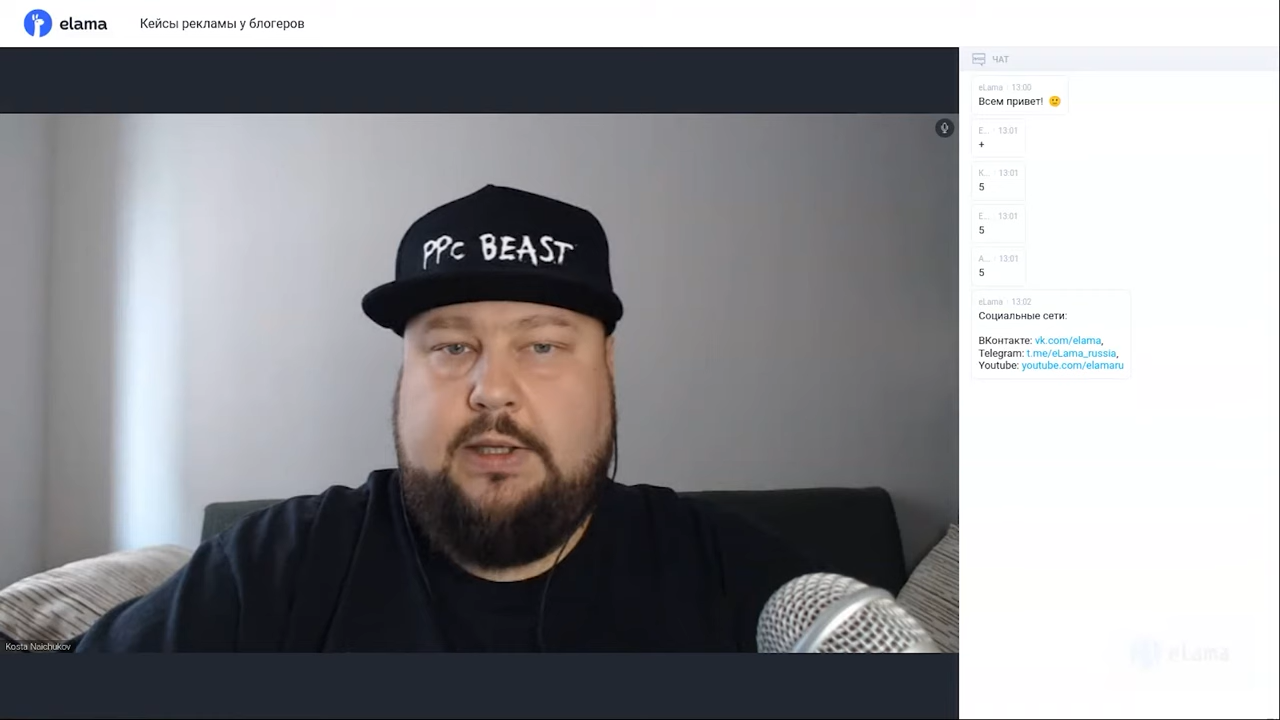 elama
Кейсы рекламы у блогеров
ЧАТ
eLama · 13:00
Всем привет! 🙂
E... · 13:01
+
К... · 13:01
5
E... · 13:01
5
А... · 13:01
5
eLama · 13:02
Социальные сети:
ВКонтакте: vk.com/elama,
Telegram: t.me/eLama_russia,
Youtube: youtube.com/elamaru
PPC BEAST
Kosta Naichukov
eLama